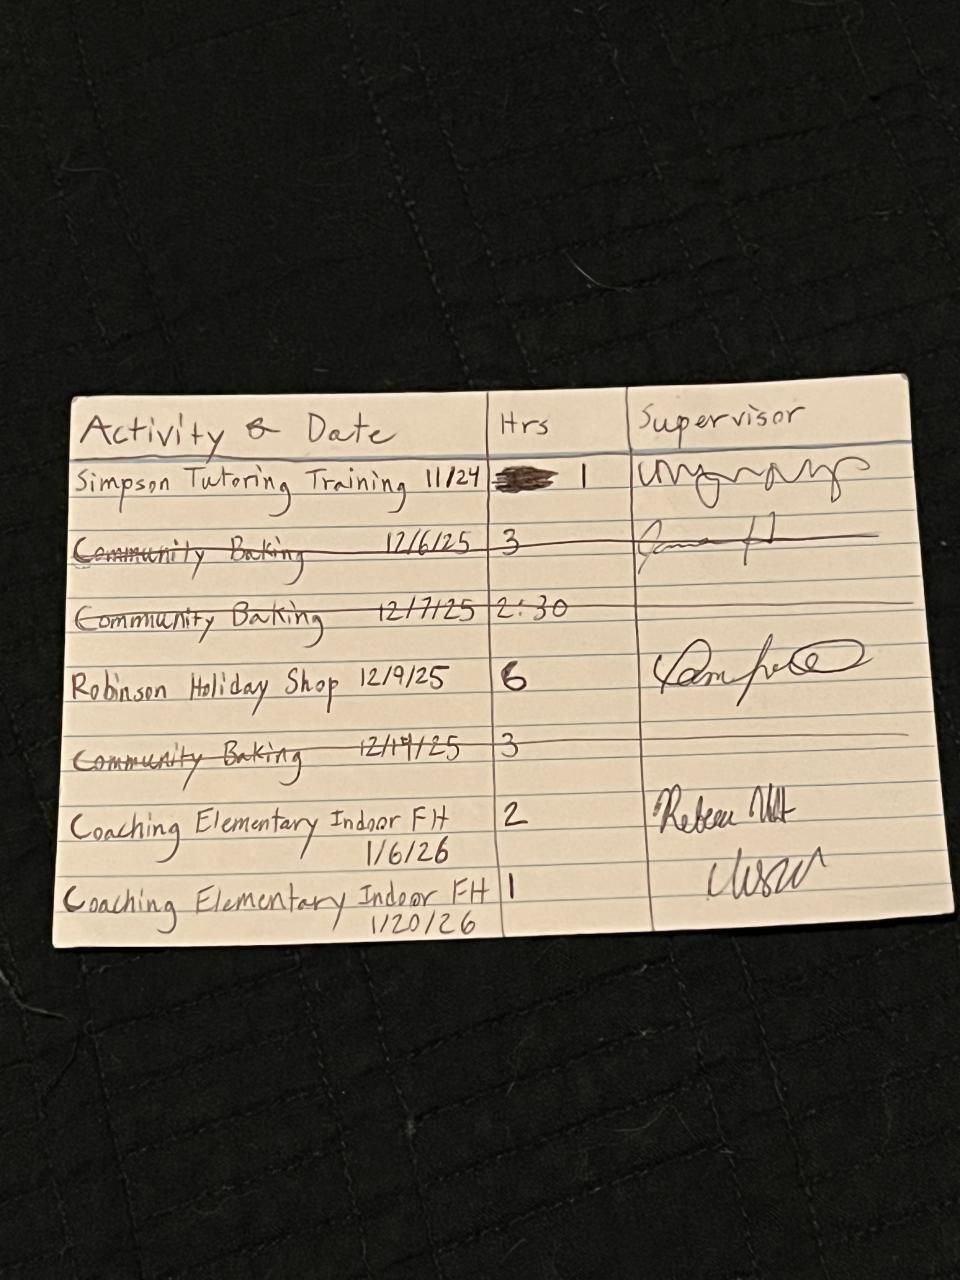 Activity & Date Hrs Supervisor
Simpson Tutoring Training 11/24 1
Community Baking 12/6/25 3
Community Baking 12/7/25 2:30
Robinson Holiday Shop 12/9/25 6
Community Baking 12/14/25 3
Coaching Elementary Indoor FH 2
1/6/26
Coaching Elementary Indoor FH 1
1/20/26